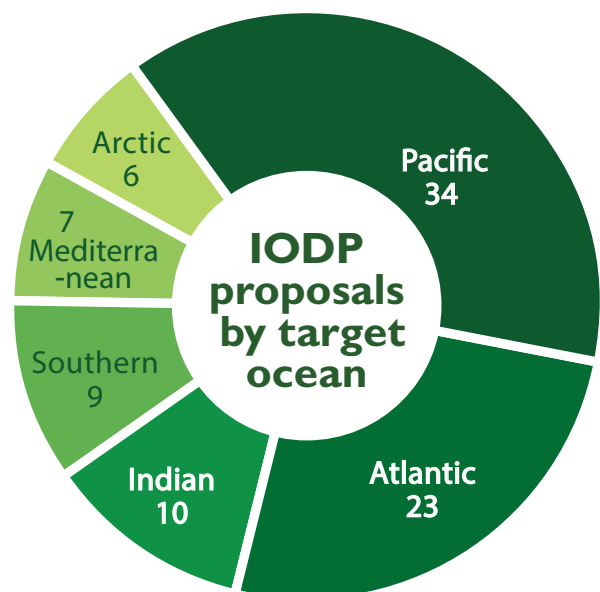 IODP
proposals
by target
ocean
Pacific
34
Atlantic
23
Indian
10
Southern
9
7
Mediterra
-nean
Arctic
6